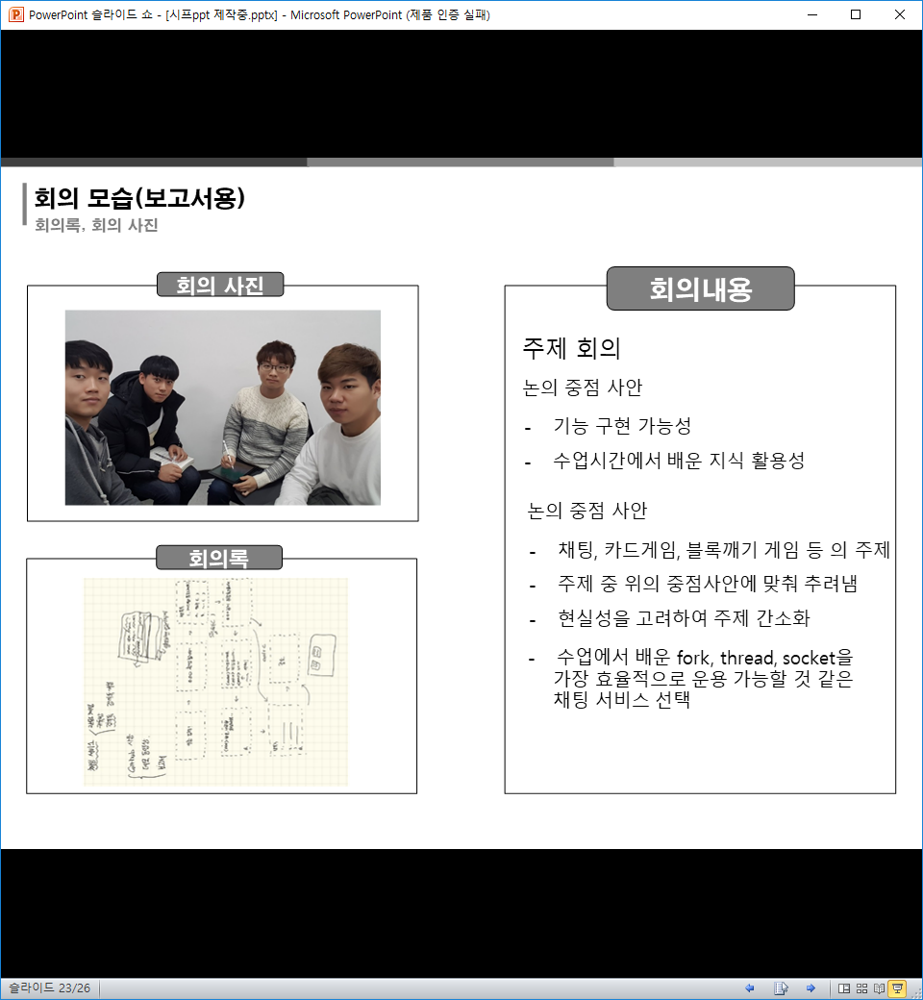 PowerPoint 슬라이드 쇼 - [시프ppt 제작중.pptx] - Microsoft PowerPoint (제품 인증 실패)
회의 모습(보고서용)
회의록, 회의 사진
회의 사진
회의록
Github 사용
회의내용
주제 회의
논의 중점 사안
- 기능 구현 가능성
- 수업시간에서 배운 지식 활용성
논의 중점 사안
- 채팅, 카드게임, 블록깨기 게임 등 의 주제
- 주제 중 위의 중점사안에 맞춰 추려냄
- 현실성을 고려하여 주제 간소화
- 수업에서 배운 fork, thread, socket을
가장 효율적으로 운용 가능할 것 같은
채팅 서비스 선택
슬라이드 23/26